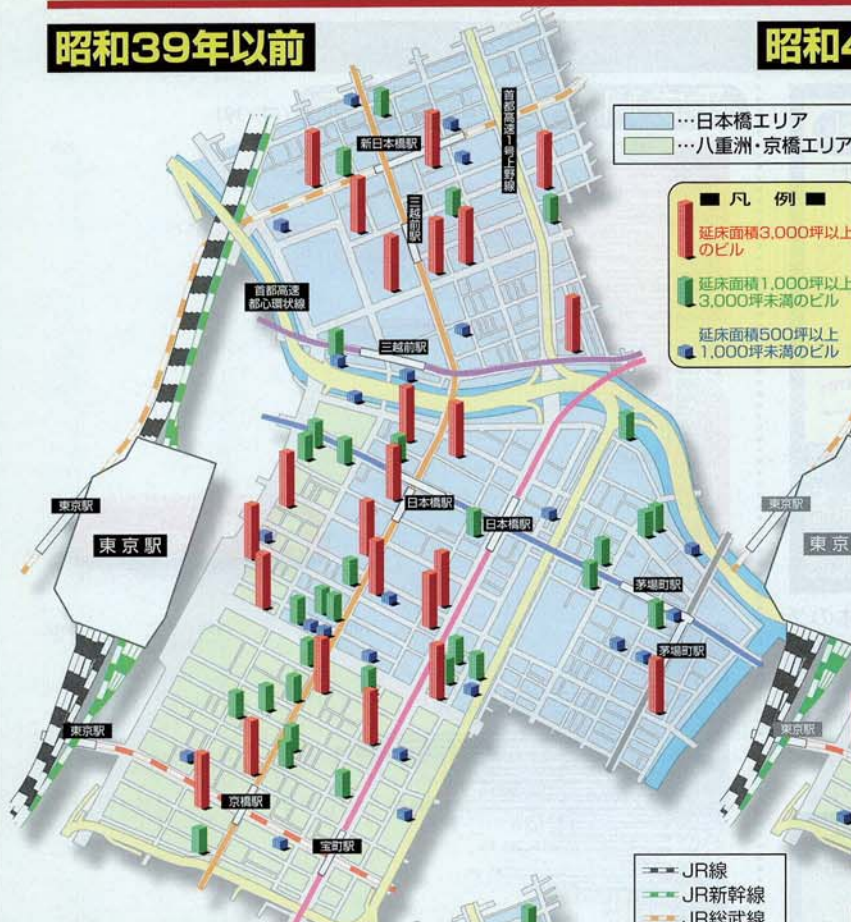 昭和39年以前
昭和4
…日本橋エリア
…八重洲・京橋エリア
■ 凡 例 ■
延床面積3,000坪以上
のビル
延床面積1,000坪以上
3,000坪未満のビル
延床面積500坪以上
1,000坪未満のビル
首都高速1号上野線
新日本橋駅
三越前駅
首都高速
都心環状線
三越前駅
日本橋駅
日本橋駅
茅場町駅
茅場町駅
東京駅
東京駅
東京駅
京橋駅
宝町駅
東京駅
東京
東京駅
JR線
JR新幹線
JR総武線